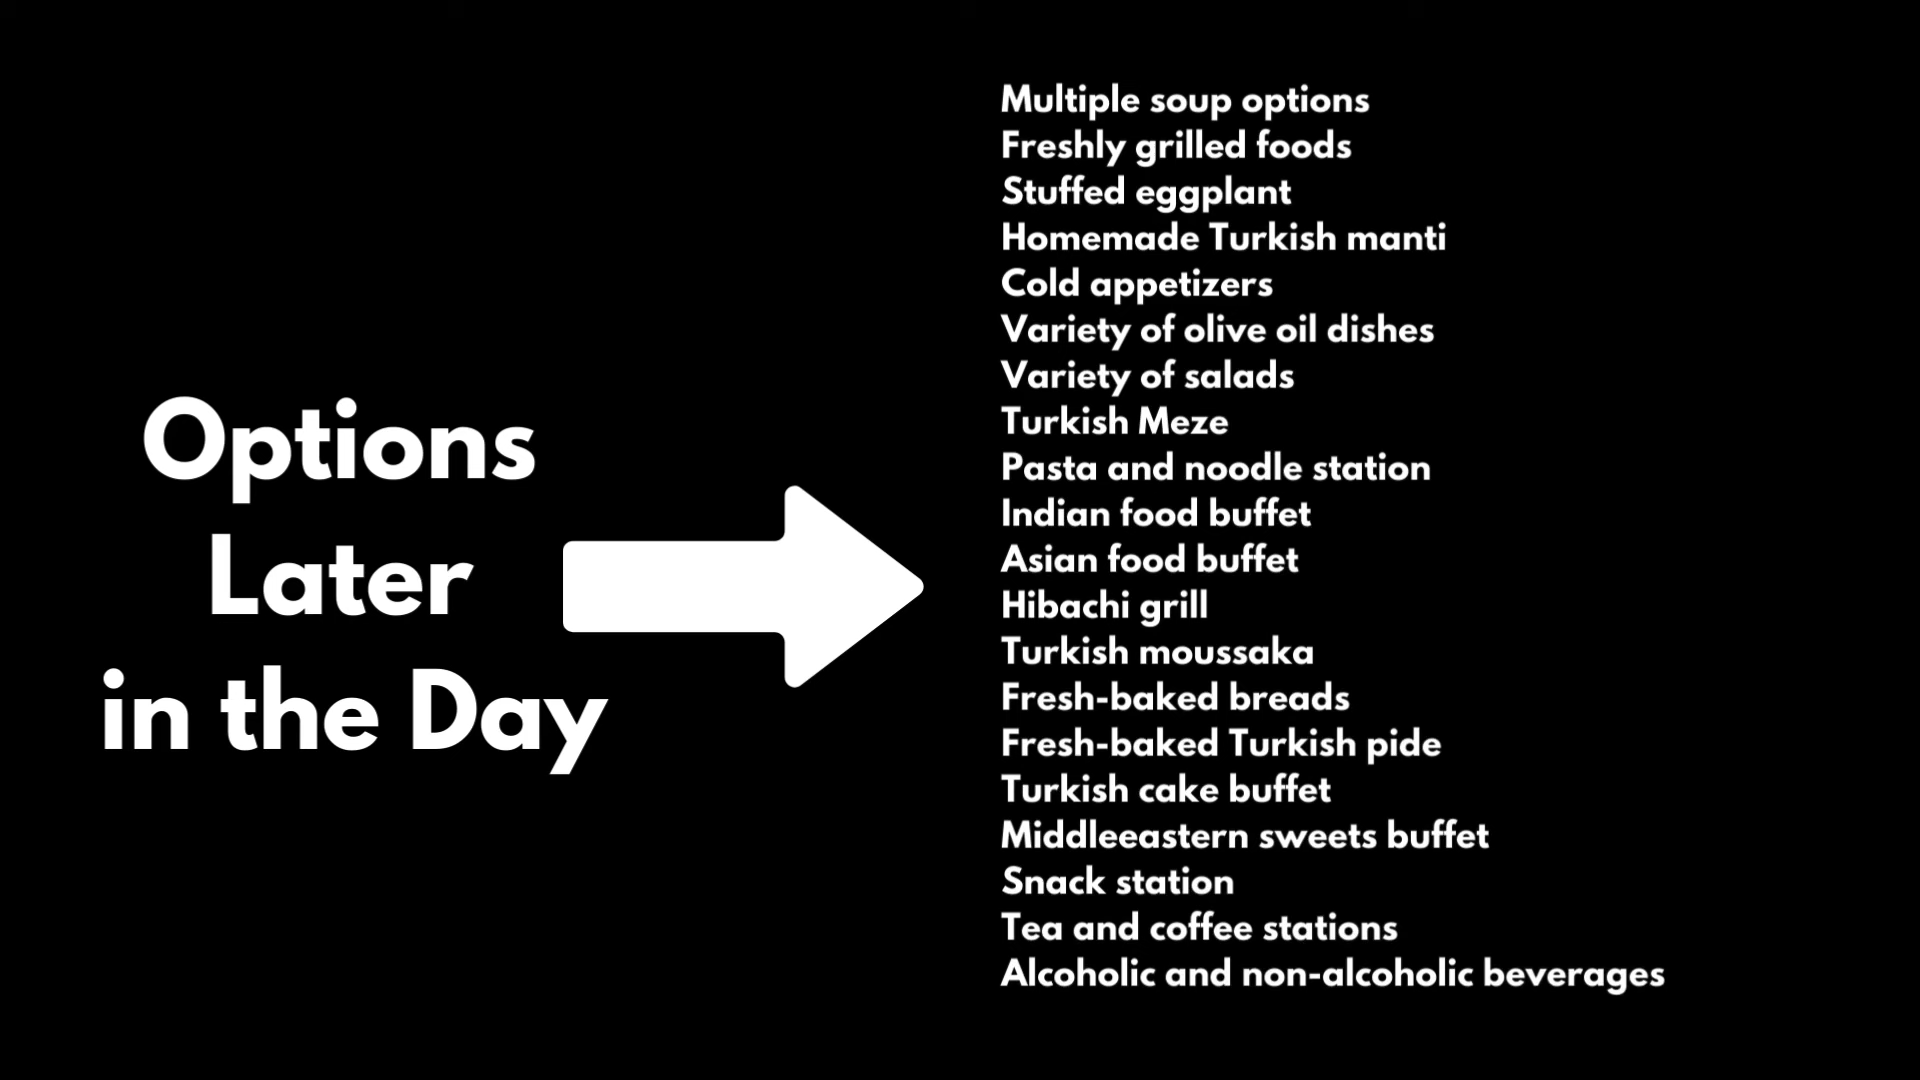 Options
Later
in the Day
Multiple soup options
Freshly grilled foods
Stuffed eggplant
Homemade Turkish manti
Cold appetizers
Variety of olive oil dishes
Variety of salads
Turkish Meze
Pasta and noodle station
Indian food buffet
Asian food buffet
Hibachi grill
Turkish moussaka
Fresh-baked breads
Fresh-baked Turkish pide
Turkish cake buffet
Middleeastern sweets buffet
Snack station
Tea and coffee stations
Alcoholic and non-alcoholic beverages